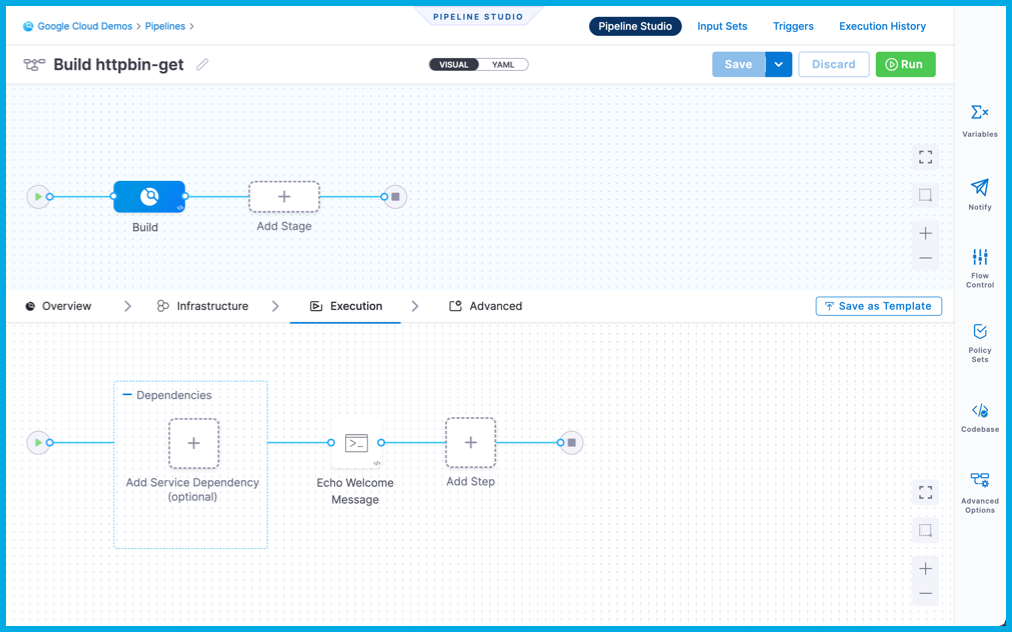 PIPELINE STUDIO
Google Cloud Demos > Pipelines >
Pipeline Studio
Input Sets
Triggers
Execution History
Build httpbin-get
VISUAL
YAML
Save
Discard
Run
Variables
Notify
Flow
Control
Policy
Sets
Codebase
Advanced
Options
Build
Add Stage
Overview
Infrastructure
Execution
Advanced
Save as Template
Dependencies
Add Service Dependency
(optional)
Echo Welcome
Message
Add Step